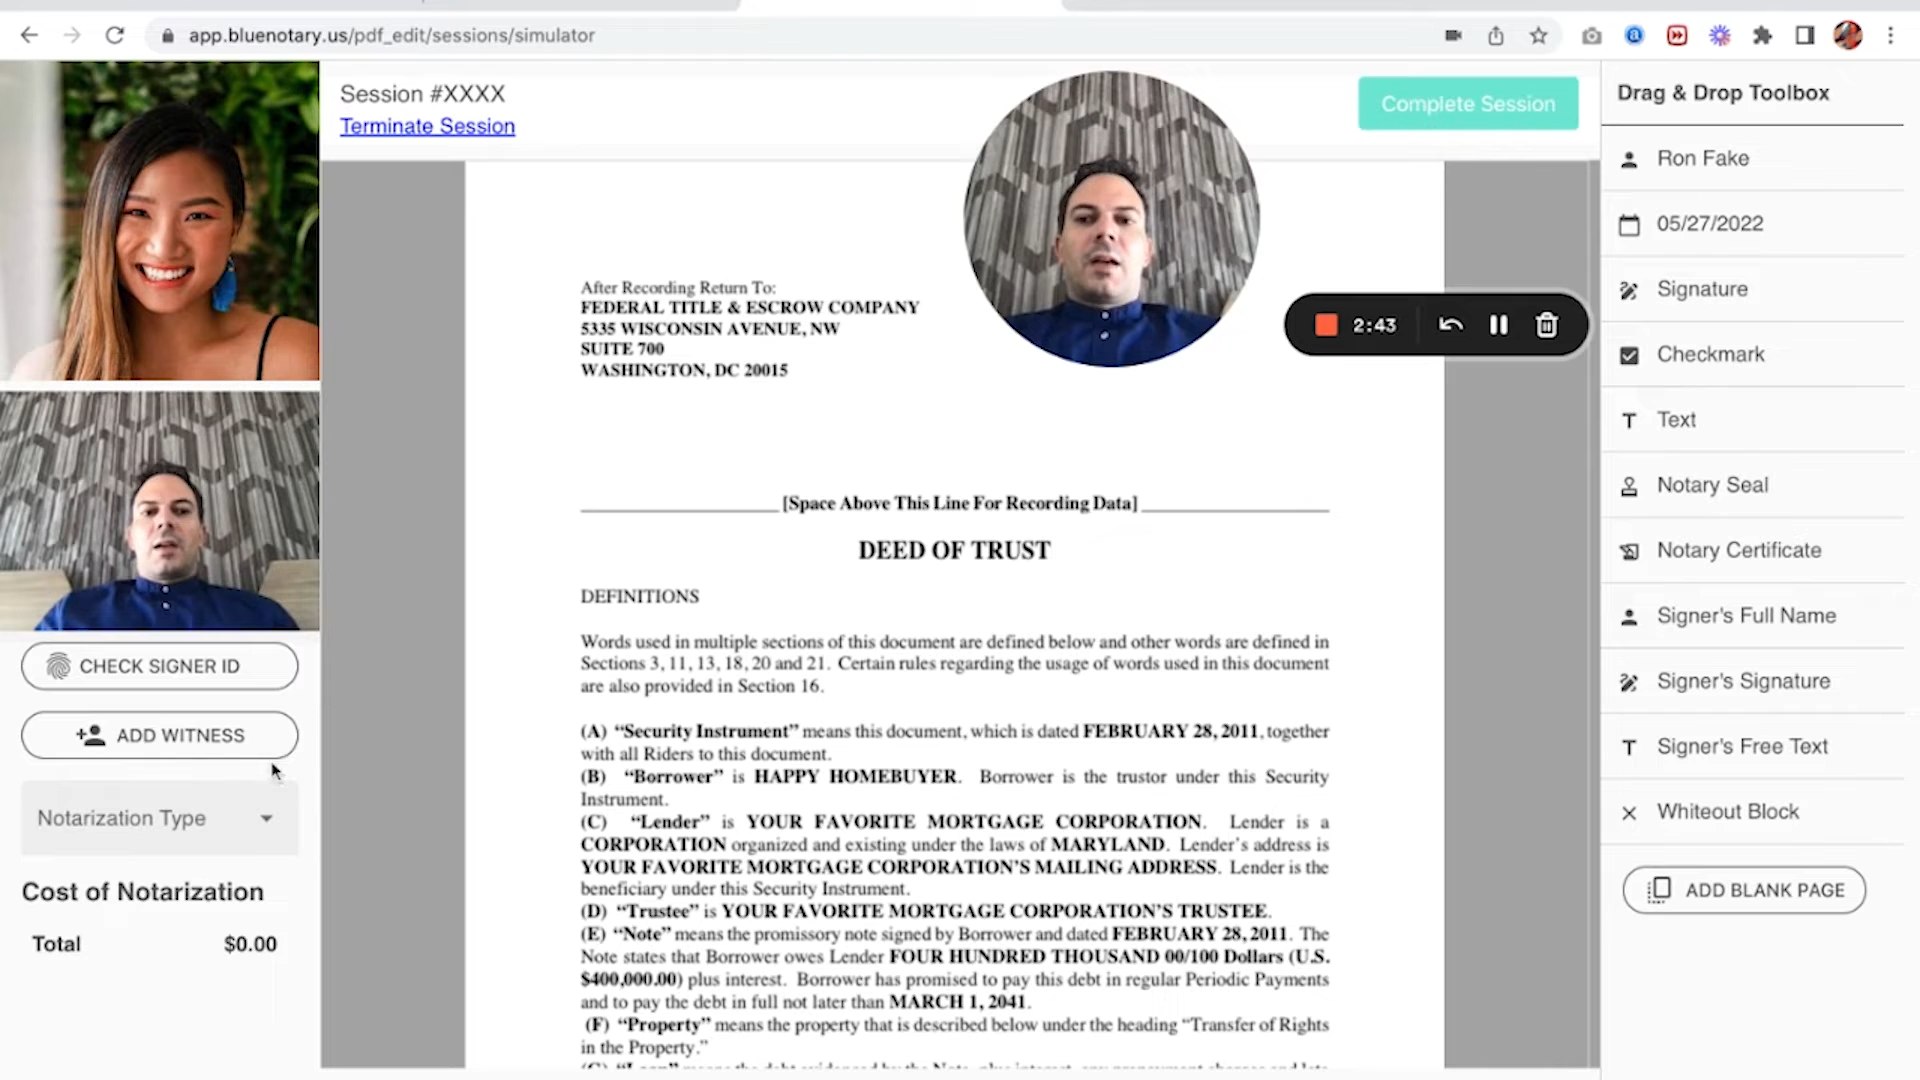 app.bluenotary.us/pdf_edit/sessions/simulator
Session #XXXX
Terminate Session
Complete Session
2:43
CHECK SIGNER ID
ADD WITNESS
Notarization Type
Cost of Notarization
Total $0.00
After Recording Return To:
FEDERAL TITLE & ESCROW COMPANY
5335 WISCONSIN AVENUE, NW
SUITE 700
WASHINGTON, DC 20015
[Space Above This Line For Recording Data]
DEED OF TRUST
DEFINITIONS
Words used in multiple sections of this document are defined below and other words are defined in
Sections 3, 11, 13, 18, 20 and 21. Certain rules regarding the usage of words used in this document
are also provided in Section 16.
(A) “Security Instrument” means this document, which is dated FEBRUARY 28, 2011, together
with all Riders to this document.
(B) “Borrower” is HAPPY HOMEBUYER. Borrower is the trustor under this Security
Instrument.
(C) “Lender” is YOUR FAVORITE MORTGAGE CORPORATION. Lender is a
CORPORATION organized and existing under the laws of MARYLAND. Lender’s address is
YOUR FAVORITE MORTGAGE CORPORATION’S MAILING ADDRESS. Lender is the
beneficiary under this Security Instrument.
(D) “Trustee” is YOUR FAVORITE MORTGAGE CORPORATION’S TRUSTEE.
(E) “Note” means the promissory note signed by Borrower and dated FEBRUARY 28, 2011. The
Note states that Borrower owes Lender FOUR HUNDRED THOUSAND 00/100 Dollars (U.S.
$400,000.00) plus interest. Borrower has promised to pay this debt in regular Periodic Payments
and to pay the debt in full not later than MARCH 1, 2041.
(F) “Property” means the property that is described below under the heading “Transfer of Rights
in the Property.”
Drag & Drop Toolbox
Ron Fake
05/27/2022
Signature
Checkmark
Text
Notary Seal
Notary Certificate
Signer's Full Name
Signer's Signature
Signer's Free Text
Whiteout Block
ADD BLANK PAGE